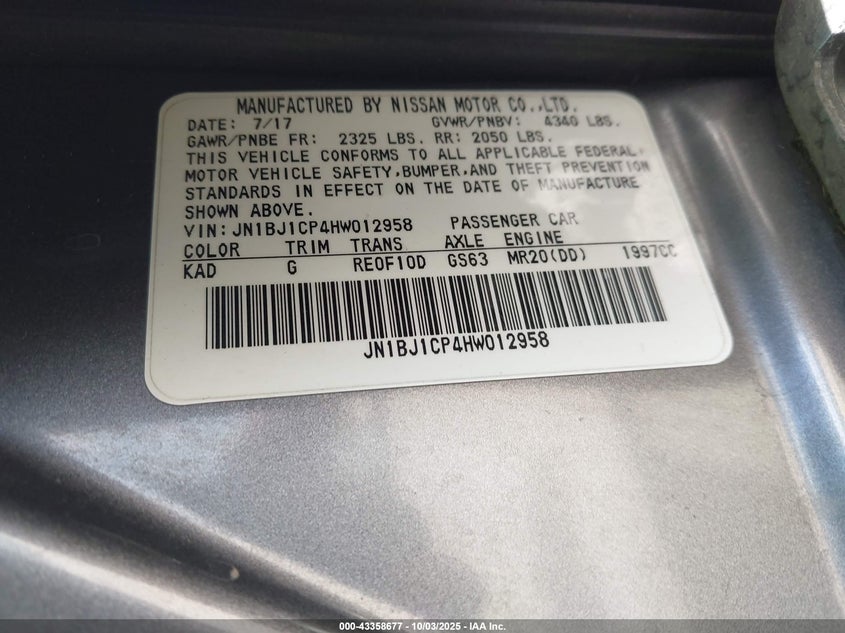 MANUFACTURED BY NISSAN MOTOR CO.,LTD.
DATE: 7/17 GVWR/PNBV: 4340 LBS.
GAWR/PNBE FR: 2325 LBS. RR: 2050 LBS.
THIS VEHICLE CONFORMS TO ALL APPLICABLE FEDERAL
MOTOR VEHICLE SAFETY,BUMPER,AND THEFT PREVENTION
STANDARDS IN EFFECT ON THE DATE OF MANUFACTURE
SHOWN ABOVE.
VIN:JN1BJ1CP4HW012958 PASSENGER CAR
COLOR TRIM TRANS AXLE ENGINE
KAD G RE0F10D GS63 MR20(DD) 1997CC
JN1BJ1CP4HW012958
000-43358677 - 10/03/2025 - IAA Inc.